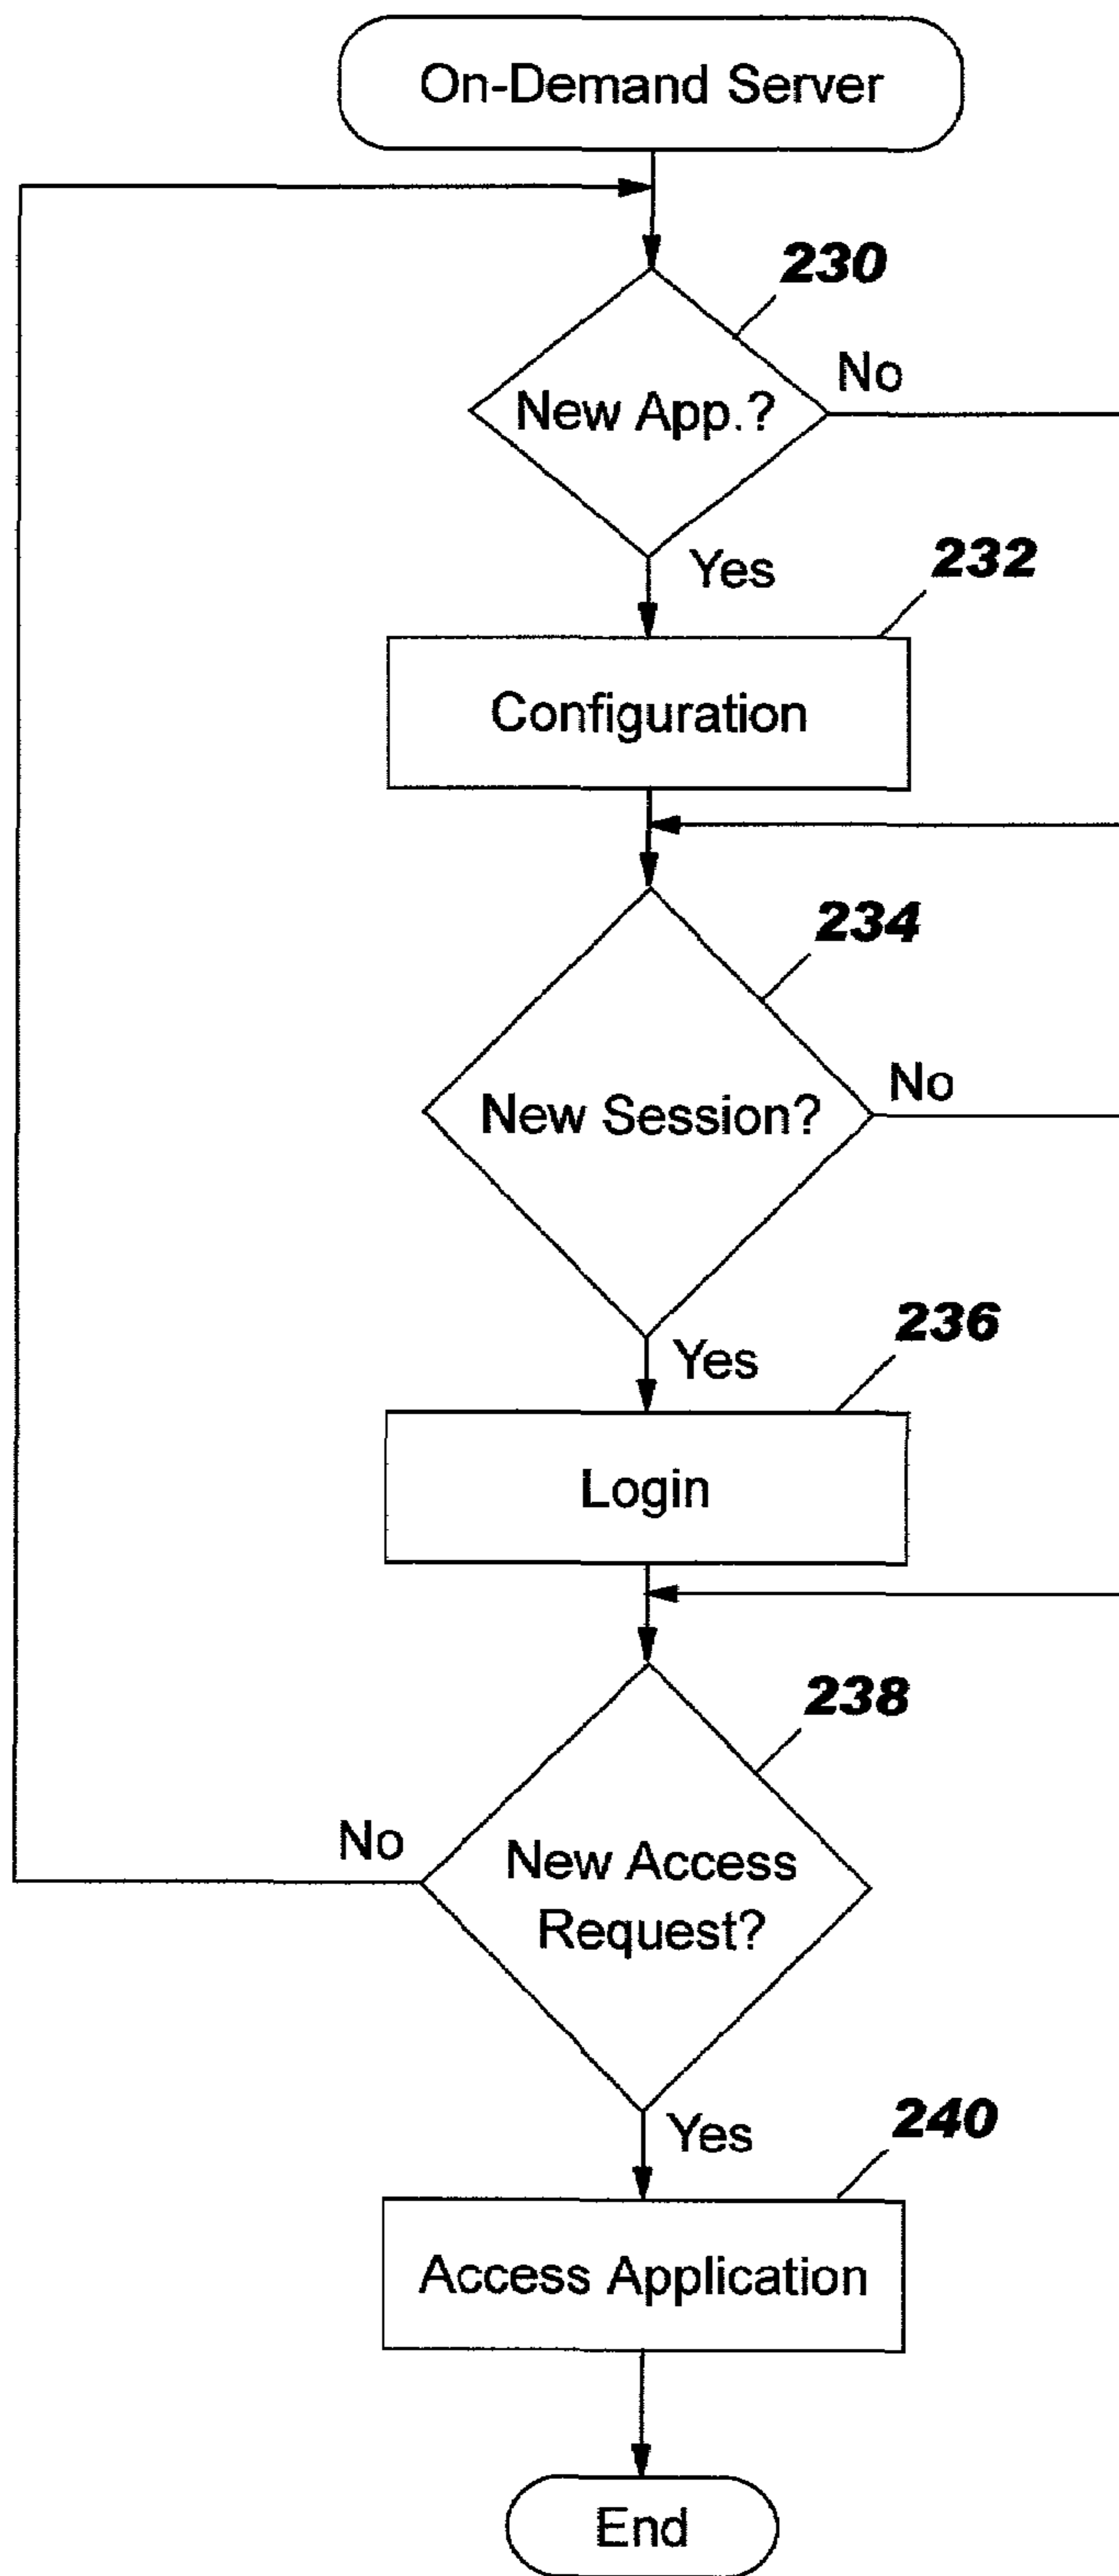 On-Demand Server
230
New App.?
No
Yes
232
Configuration
234
New Session?
No
Yes
236
Login
238
No
New Access
Request?
Yes
240
Access Application
End